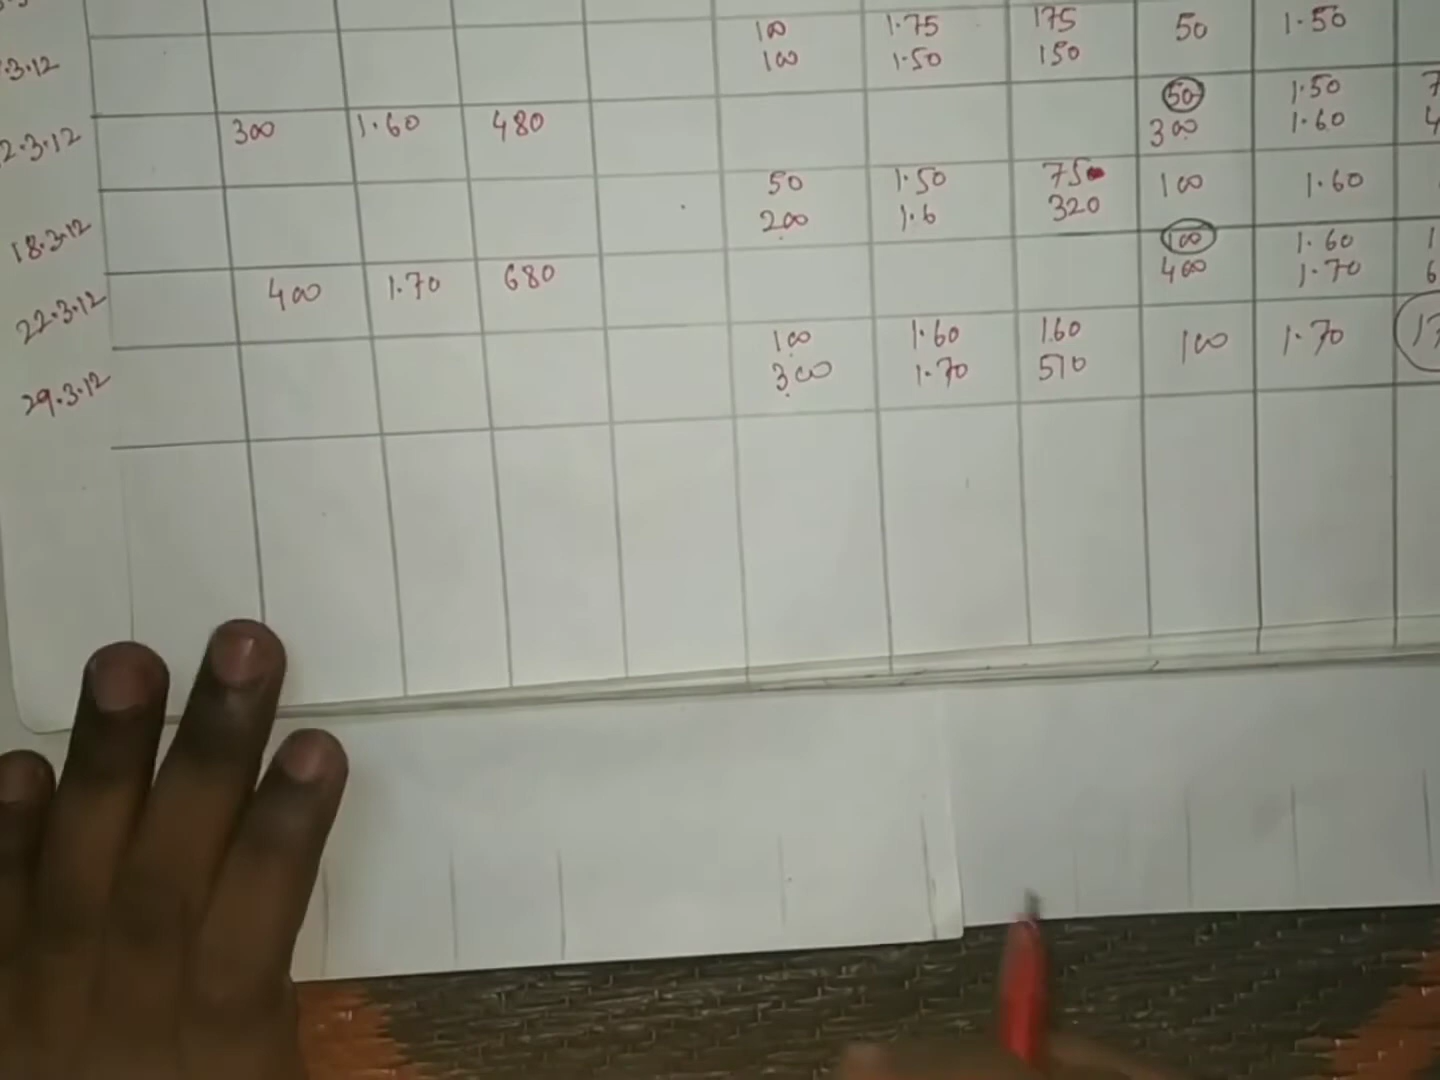 100 1.75 175 50 1.50
.3.12 100 1.50 150
50 1.50
2.3.12 300 1.60 480 300 1.60
50 1.50 75 100 1.60
18.3.12 200 1.6 320
100 1.60
22.3.12 400 1.70 680 400 1.70
100 1.60 160 100 1.70
29.3.12 300 1.70 510